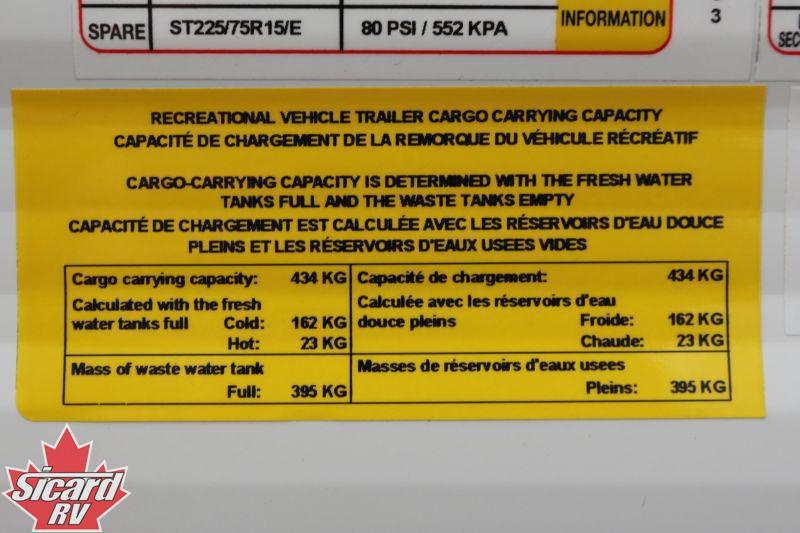 SPARE ST225/75R15/E 80 PSI / 552 KPA INFORMATION
3
RECREATIONAL VEHICLE TRAILER CARGO CARRYING CAPACITY
CAPACITÉ DE CHARGEMENT DE LA REMORQUE DU VÉHICULE RÉCRÉATIF
CARGO-CARRYING CAPACITY IS DETERMINED WITH THE FRESH WATER
TANKS FULL AND THE WASTE TANKS EMPTY
CAPACITÉ DE CHARGEMENT EST CALCULÉE AVEC LES RÉSERVOIRS D'EAU DOUCE
PLEINS ET LES RÉSERVOIRS D'EAUX USEES VIDES
Cargo carrying capacity: 434 KG
Calculated with the fresh
water tanks full Cold: 162 KG
Hot: 23 KG
Mass of waste water tank
Full: 395 KG
Capacité de chargement: 434 KG
Calculée avec les réservoirs d'eau
douce pleins Froide: 162 KG
Chaude: 23 KG
Masses de réservoirs d'eaux usees
Pleins: 395 KG
Sicard
RV